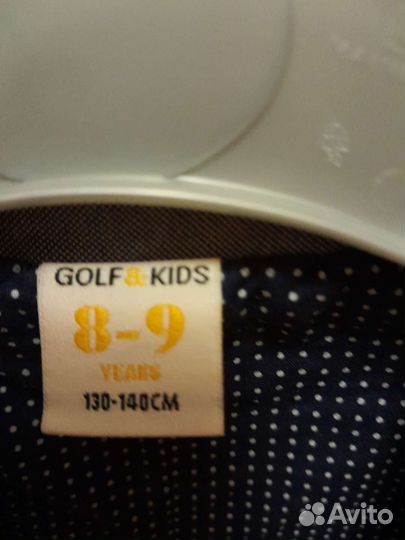 GOLF&KIDS
8-9
YEARS
130-140CM
Avito